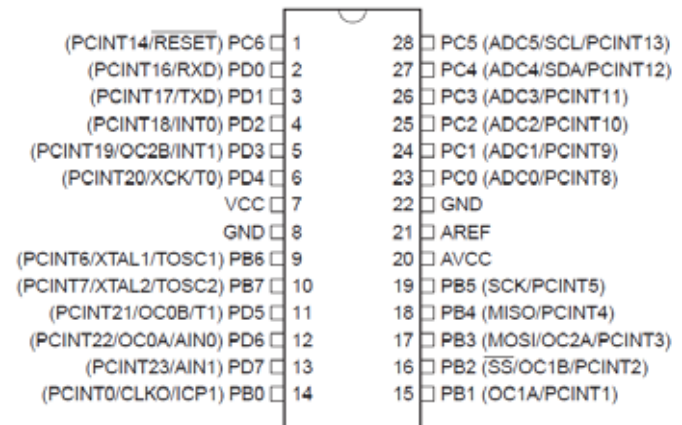 (PCINT14/RESET) PC6 1 28 PC5 (ADC5/SCL/PCINT13)
(PCINT16/RXD) PD0 2 27 PC4 (ADC4/SDA/PCINT12)
(PCINT17/TXD) PD1 3 26 PC3 (ADC3/PCINT11)
(PCINT18/INT0) PD2 4 25 PC2 (ADC2/PCINT10)
(PCINT19/OC2B/INT1) PD3 5 24 PC1 (ADC1/PCINT9)
(PCINT20/XCK/T0) PD4 6 23 PC0 (ADC0/PCINT8)
VCC 7 22 GND
GND 8 21 AREF
(PCINT6/XTAL1/TOSC1) PB6 9 20 AVCC
(PCINT7/XTAL2/TOSC2) PB7 10 19 PB5 (SCK/PCINT5)
(PCINT21/OC0B/T1) PD5 11 18 PB4 (MISO/PCINT4)
(PCINT22/OC0A/AIN0) PD6 12 17 PB3 (MOSI/OC2A/PCINT3)
(PCINT23/AIN1) PD7 13 16 PB2 (SS/OC1B/PCINT2)
(PCINT0/CLKO/ICP1) PB0 14 15 PB1 (OC1A/PCINT1)